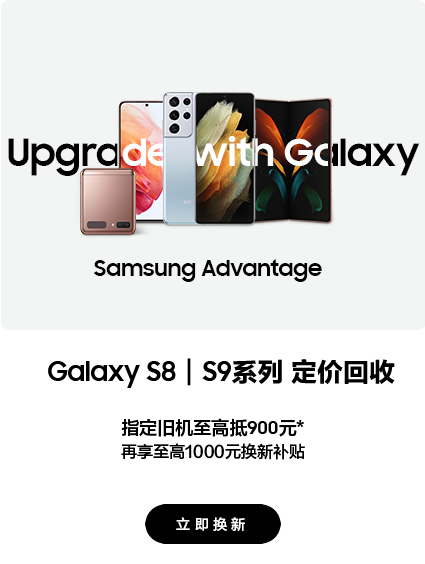 Upgrade with Galaxy
Samsung Advantage
Galaxy S8｜S9系列 定价回收
指定旧机至高抵900元*
再享至高1000元换新补贴
立即换新